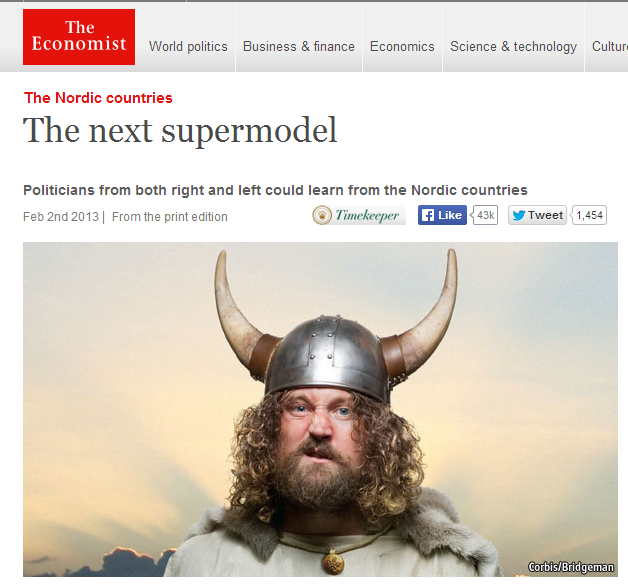 The
Economist
World politics
Business & finance
Economics
Science & technology
Cultur
The Nordic countries
The next supermodel
Politicians from both right and left could learn from the Nordic countries
Feb 2nd 2013 | From the print edition
Timekeeper
Like
43k
Tweet
1,454
Corbis/Bridgeman